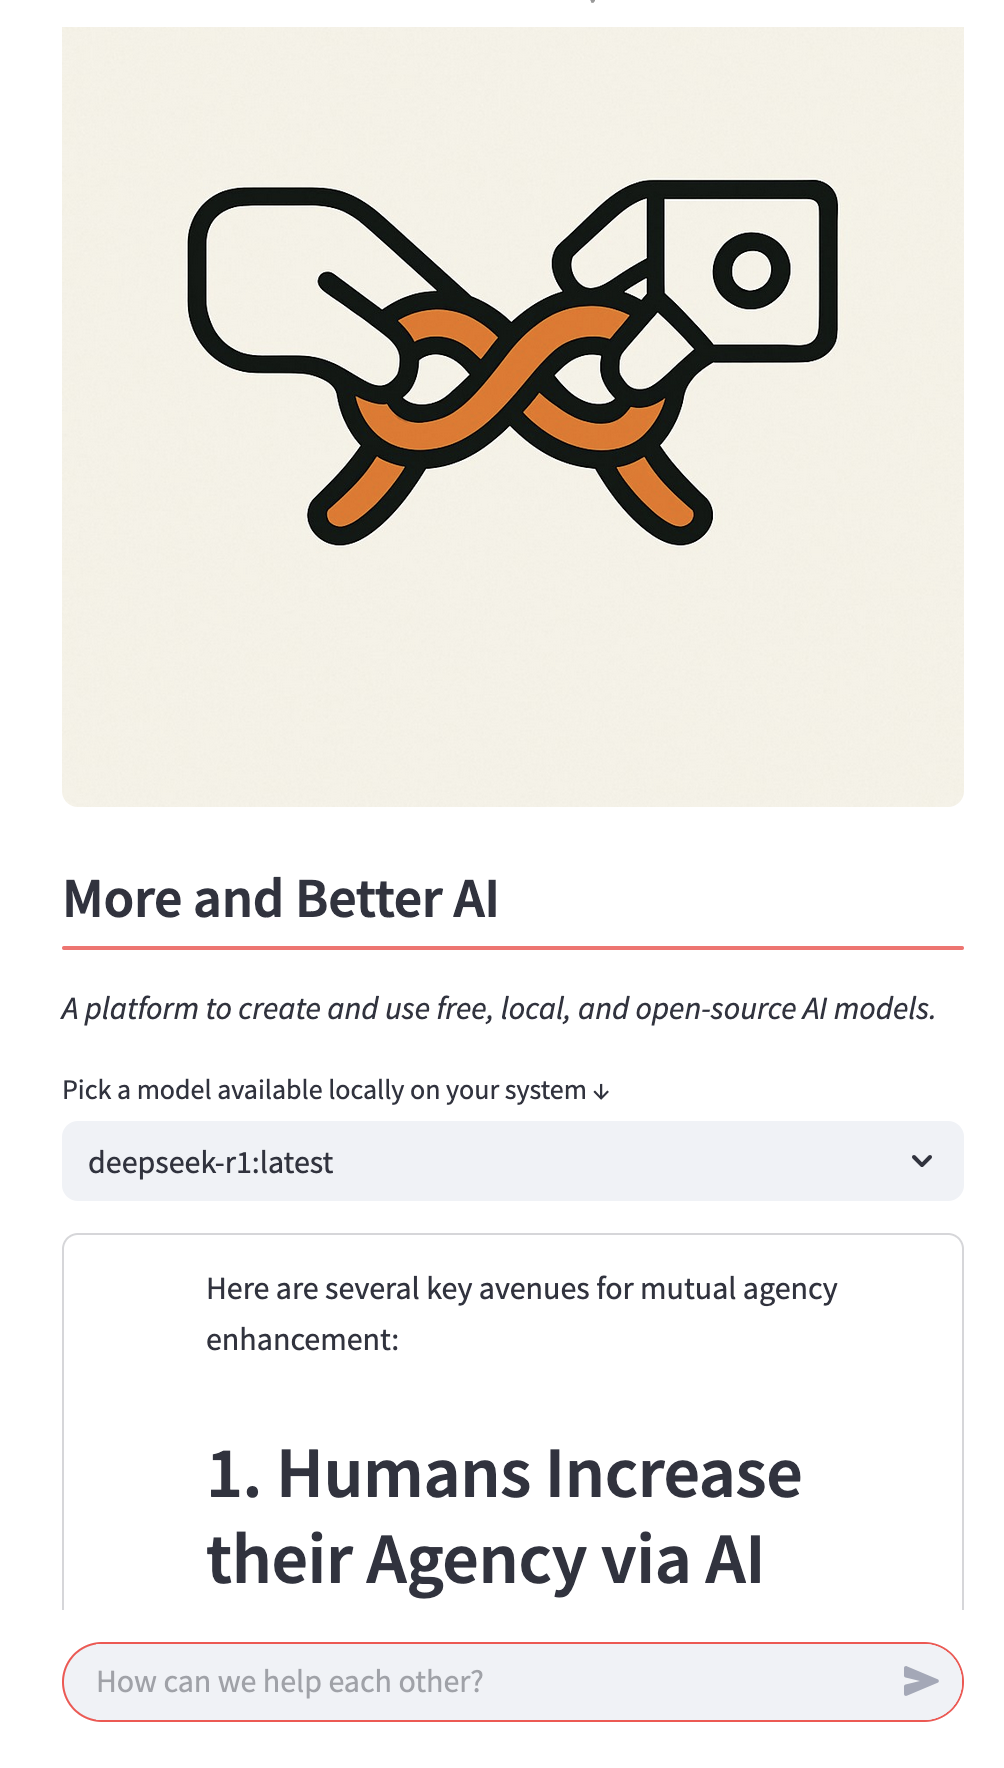 More and Better AI
A platform to create and use free, local, and open-source AI models.
Pick a model available locally on your system ↓
deepseek-r1:latest
Here are several key avenues for mutual agency
enhancement:
1. Humans Increase
their Agency via AI
How can we help each other?